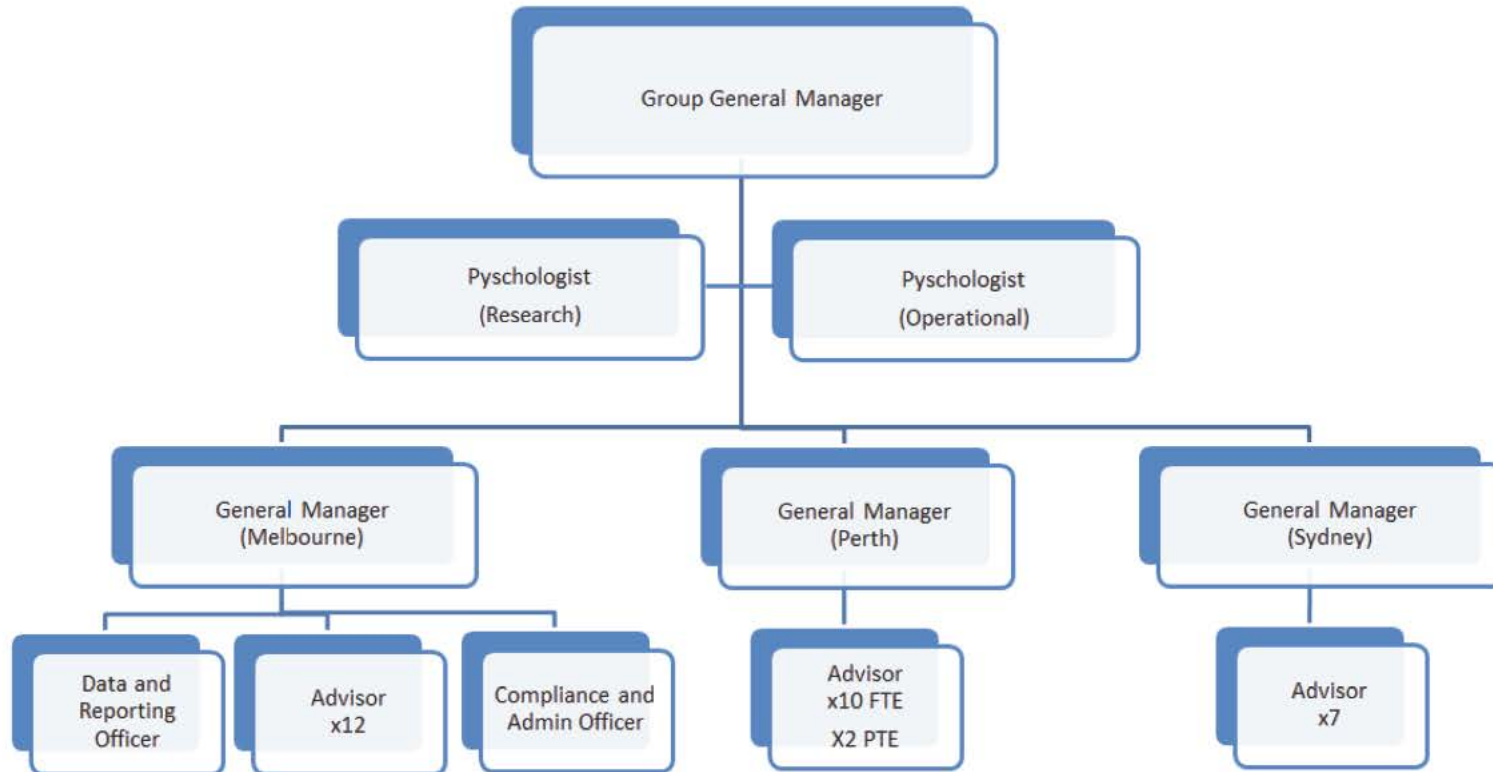 Group General Manager
Pyschologist
(Research)
Pyschologist
(Operational)
General Manager
(Melbourne)
General Manager
(Perth)
General Manager
(Sydney)
Data and
Reporting
Officer
Advisor
x12
Compliance and
Admin Officer
Advisor
x10 FTE
X2 PTE
Advisor
x7